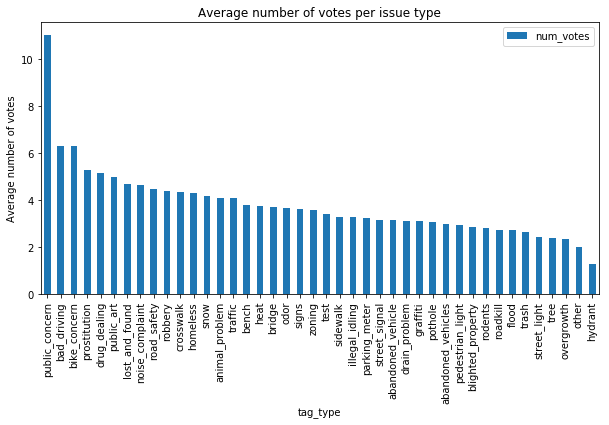 Average number of votes per issue type
num_votes
Average number of votes
10
8
6
4
2
0
public_concern
bad_driving
bike_concern
prostitution
drug_dealing
public_art
lost_and_found
noise_complaint
road_safety
robbery
crosswalk
homeless
snow
animal_problem
traffic
bench
heat
bridge
odor
signs
zoning
test
sidewalk
illegal_idling
parking_meter
street_signal
abandoned_vehicle
drain_problem
graffiti
pothole
abandoned_vehicles
pedestrian_light
blighted_property
rodents
roadkill
flood
trash
street_light
tree
overgrowth
other
hydrant
tag_type